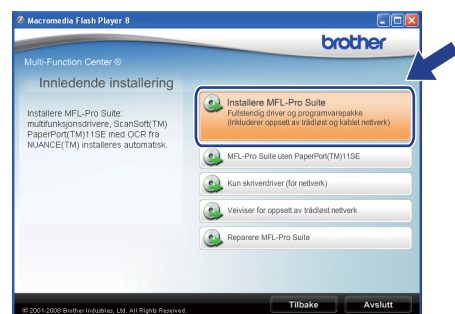 Macromedia Flash Player 8
brother
Multi-Function Center ®
Innledende installering
Installere MFL-Pro Suite:
multifunksjonsdrivere, ScanSoft(TM)
PaperPort(TM)11SE med OCR fra
NUANCE(TM) installeres automatisk.
Installere MFL-Pro Suite
Fullstendig driver og programvarepakke
(Inkluderer oppsett av trådløst og kablet nettverk)
MFL-Pro Suite uten PaperPort(TM)11SE
Kun skriverdriver (for nettverk)
Veiviser for oppsett av trådløst nettverk
Reparere MFL-Pro Suite
© 2001-2008 Brother Industries, Ltd. All Rights Reserved.
Tilbake
Avslutt